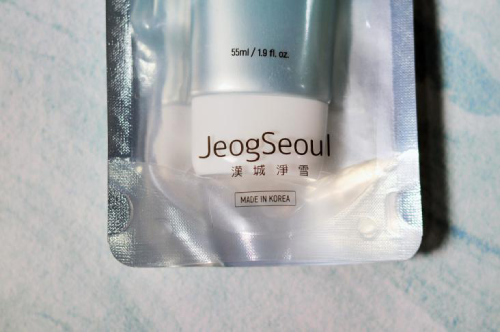 55ml / 1.9 fl. oz.
JeogSeoul
漢城淨雪
MADE IN KOREA